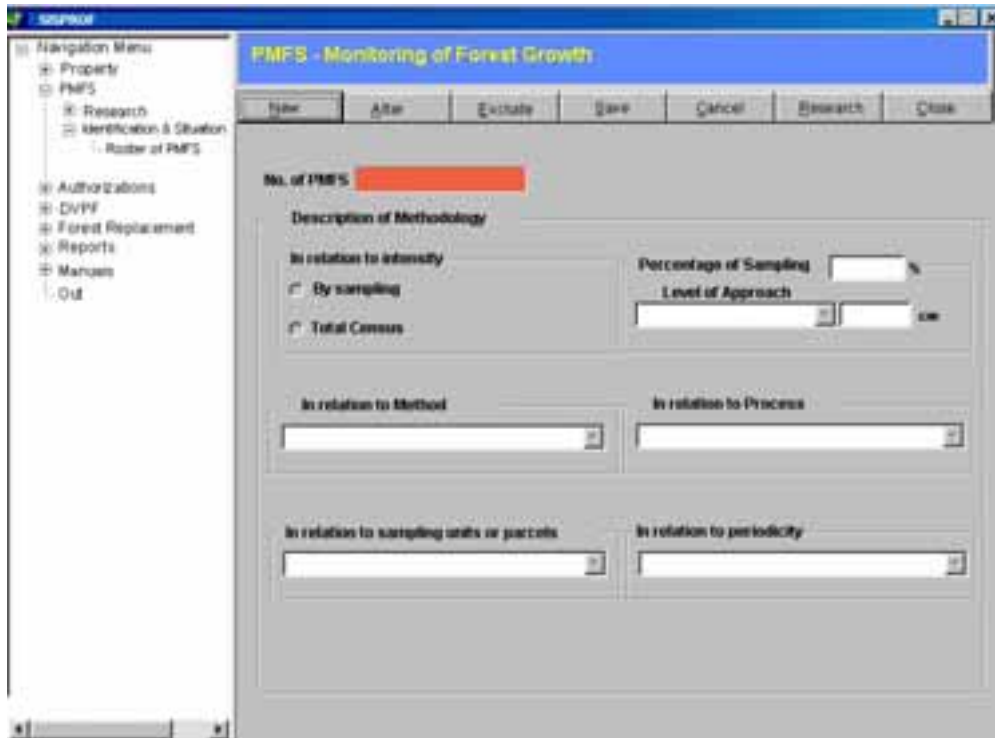 SISPROF
Navigation Menu
Property
PMFS
Research
Identification & Situation
Roster of PMFS
Authorizations
DVPF
Forest Replacement
Reports
Manuais
Out
PMFS - Monitoring of Forest Growth
New Alter Exclude Save Cancel Research Close
No. of PMFS
Description of Methodology
In relation to intensity
By sampling
Total Census
Percentage of Sampling %
Level of Approach
cm
In relation to Method
In relation to Process
In relation to sampling units or parcels
In relation to periodicity